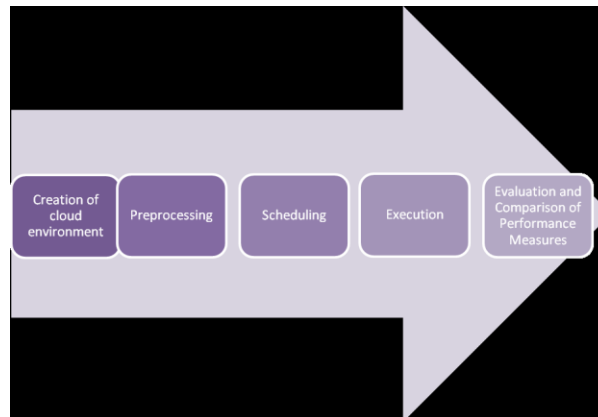 Creation of
cloud
environment
Preprocessing
Scheduling
Execution
Evaluation and
Comparison of
Performance
Measures